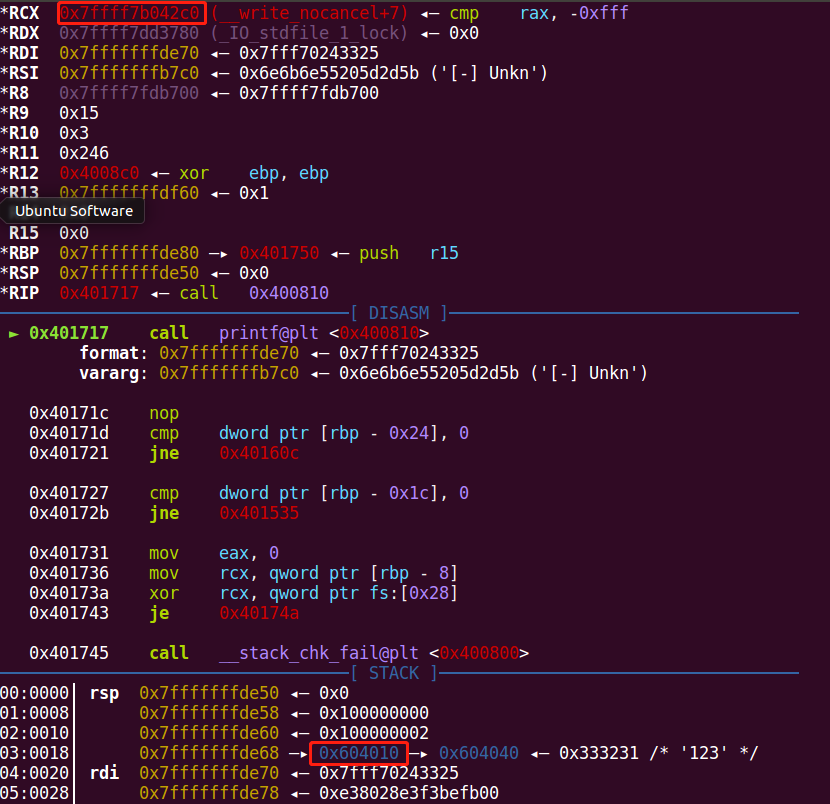 *RCX 0x7ffff7b042c0 (__write_nocancel+7) ◂— cmp rax, -0xfff
*RDX 0x7ffff7dd3780 (_IO_stdfile_1_lock) ◂— 0x0
*RDI 0x7fffffffde70 ◂— 0x7fff70243325
*RSI 0x7fffffffb7c0 ◂— 0x6e6b6e55205d2d5b ('[-] Unkn')
*R8 0x7ffff7fdb700 ◂— 0x7ffff7fdb700
*R9 0x15
*R10 0x3
*R11 0x246
*R12 0x4008c0 ◂— xor ebp, ebp
*R13 0x7fffffffdf60 ◂— 0x1
Ubuntu Software
R15 0x0
*RBP 0x7fffffffde80 —▸ 0x401750 ◂— push r15
*RSP 0x7fffffffde50 ◂— 0x0
*RIP 0x401717 ◂— call 0x400810
[ DISASM ]
► 0x401717 call printf@plt <0x400810>
format: 0x7fffffffde70 ◂— 0x7fff70243325
vararg: 0x7fffffffb7c0 ◂— 0x6e6b6e55205d2d5b ('[-] Unkn')
0x40171c nop
0x40171d cmp dword ptr [rbp - 0x24], 0
0x401721 jne 0x40160c
0x401727 cmp dword ptr [rbp - 0x1c], 0
0x40172b jne 0x401535
0x401731 mov eax, 0
0x401736 mov rcx, qword ptr [rbp - 8]
0x40173a xor rcx, qword ptr fs:[0x28]
0x401743 je 0x40174a
0x401745 call __stack_chk_fail@plt <0x400800>
[ STACK ]
00:0000│ rsp 0x7fffffffde50 ◂— 0x0
01:0008│ 0x7fffffffde58 ◂— 0x100000000
02:0010│ 0x7fffffffde60 ◂— 0x100000002
03:0018│ 0x7fffffffde68 —▸ 0x604010 —▸ 0x604040 ◂— 0x333231 /* '123' */
04:0020│ rdi 0x7fffffffde70 ◂— 0x7fff70243325
05:0028│ 0x7fffffffde78 ◂— 0xe38028e3f3befb00